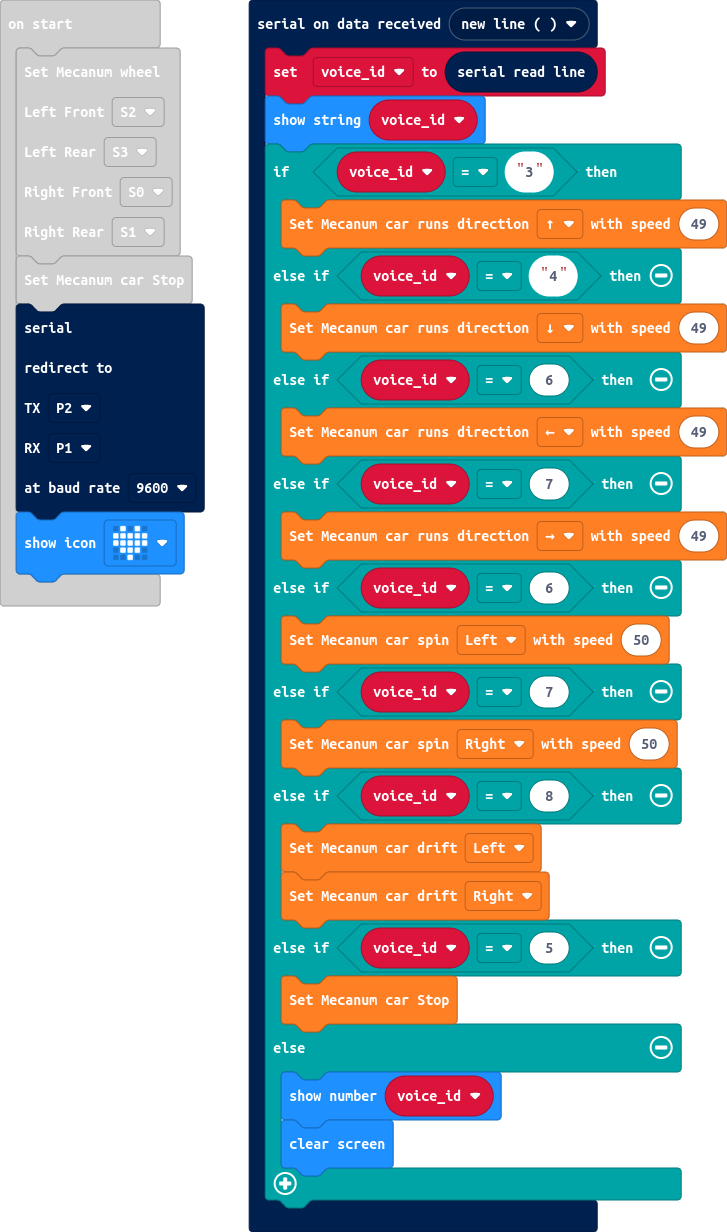 on start
Set Mecanum wheel
Left Front S2
Left Rear S3
Right Front S0
Right Rear S1
Set Mecanum car Stop
serial
redirect to
TX P2
RX P1
at baud rate 9600
show icon
serial on data received new line ( )
set voice_id to serial read line
show string voice_id
if voice_id = "3" then
Set Mecanum car runs direction ↑ with speed 49
else if voice_id = "4" then
Set Mecanum car runs direction ↓ with speed 49
else if voice_id = 6 then
Set Mecanum car runs direction ← with speed 49
else if voice_id = 7 then
Set Mecanum car runs direction → with speed 49
else if voice_id = 6 then
Set Mecanum car spin Left with speed 50
else if voice_id = 7 then
Set Mecanum car spin Right with speed 50
else if voice_id = 8 then
Set Mecanum car drift Left
Set Mecanum car drift Right
else if voice_id = 5 then
Set Mecanum car Stop
else
show number voice_id
clear screen